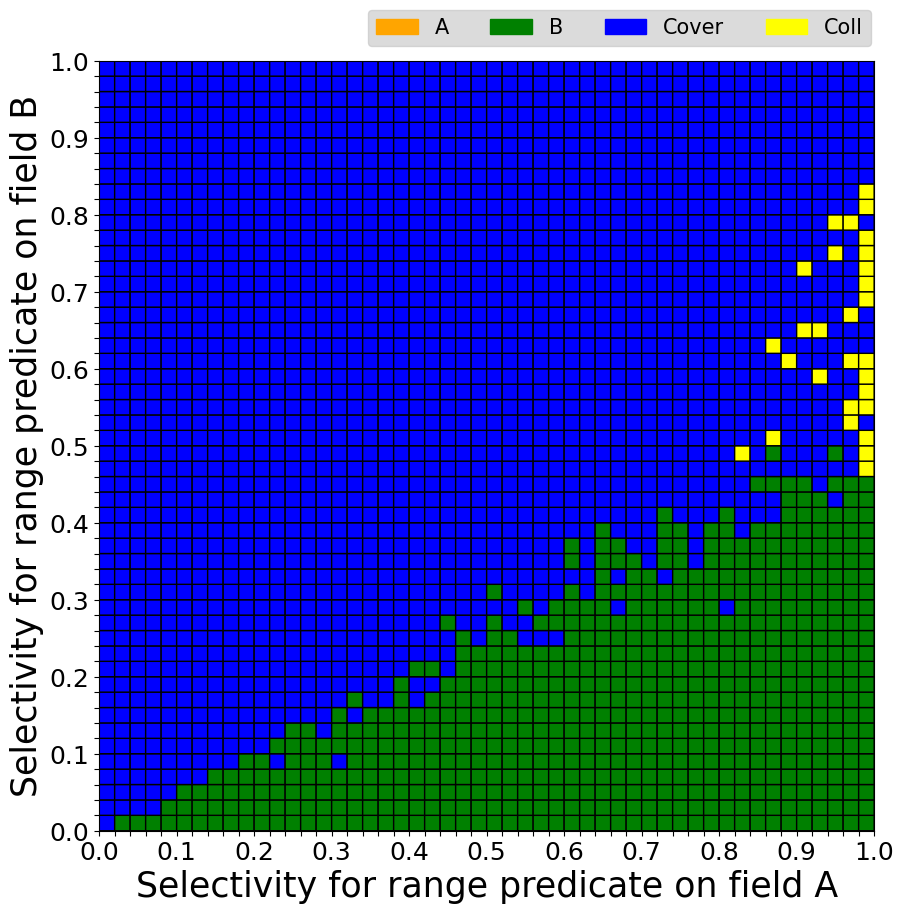 A B Cover Coll
1.0
0.9
0.8
0.7
0.6
0.5
0.4
0.3
0.2
0.1
0.0
Selectivity for range predicate on field B
0.0 0.1 0.2 0.3 0.4 0.5 0.6 0.7 0.8 0.9 1.0
Selectivity for range predicate on field A